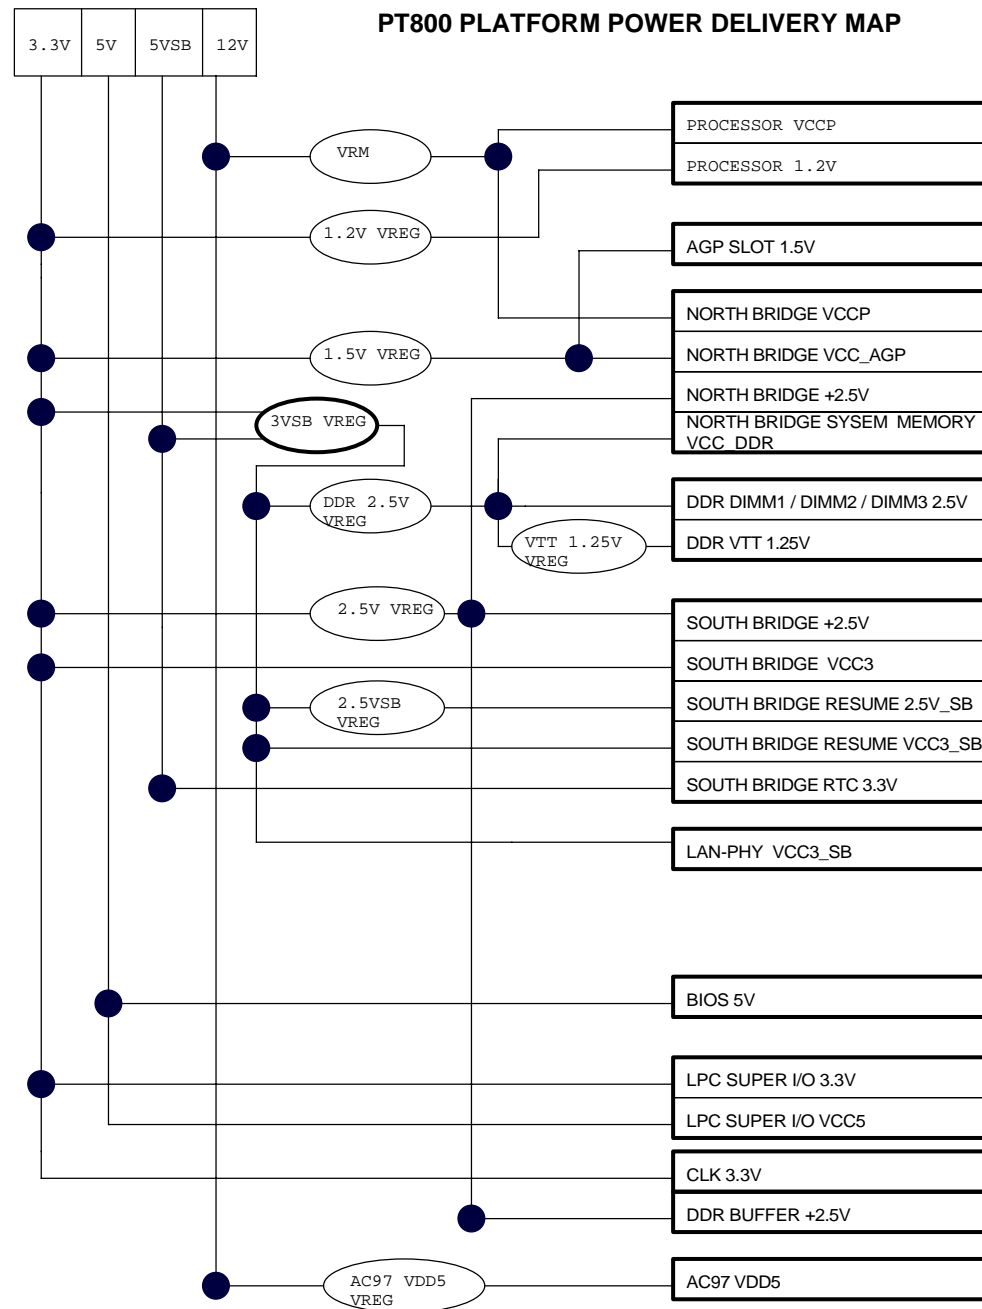 PT800 PLATFORM POWER DELIVERY MAP
3.3V 5V 5VSB 12V
PROCESSOR VCCP
VRM
PROCESSOR 1.2V
1.2V VREG
AGP SLOT 1.5V
NORTH BRIDGE VCCP
1.5V VREG
NORTH BRIDGE VCC_AGP
NORTH BRIDGE +2.5V
3VSB VREG
NORTH BRIDGE SYSEM MEMORY
VCC_DDR
DDR 2.5V
VREG
DDR DIMM1 / DIMM2 / DIMM3 2.5V
VTT 1.25V
VREG
DDR VTT 1.25V
2.5V VREG
SOUTH BRIDGE +2.5V
SOUTH BRIDGE VCC3
2.5VSB
VREG
SOUTH BRIDGE RESUME 2.5V_SB
SOUTH BRIDGE RESUME VCC3_SB
SOUTH BRIDGE RTC 3.3V
LAN-PHY VCC3_SB
BIOS 5V
LPC SUPER I/O 3.3V
LPC SUPER I/O VCC5
CLK 3.3V
DDR BUFFER +2.5V
AC97 VDD5
VREG
AC97 VDD5